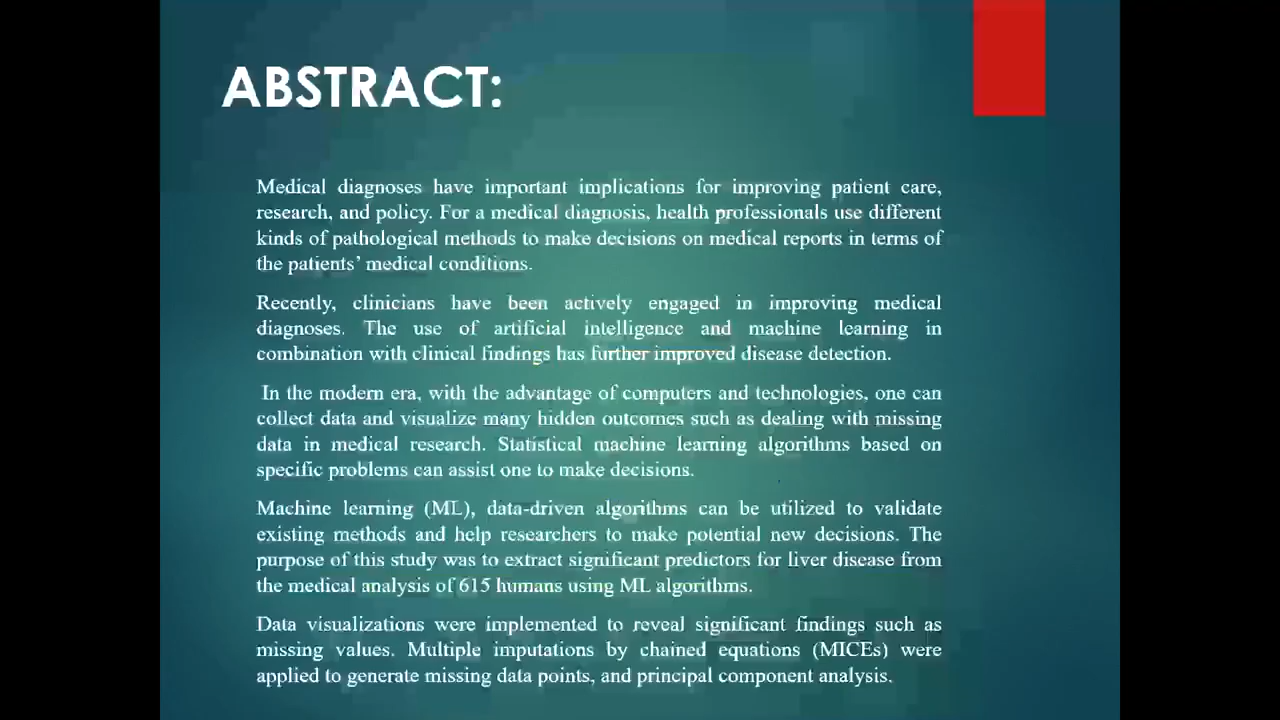 ABSTRACT:
Medical diagnoses have important implications for improving patient care,
research, and policy. For a medical diagnosis, health professionals use different
kinds of pathological methods to make decisions on medical reports in terms of
the patients’ medical conditions.
Recently, clinicians have been actively engaged in improving medical
diagnoses. The use of artificial intelligence and machine learning in
combination with clinical findings has further improved disease detection.
In the modern era, with the advantage of computers and technologies, one can
collect data and visualize many hidden outcomes such as dealing with missing
data in medical research. Statistical machine learning algorithms based on
specific problems can assist one to make decisions.
Machine learning (ML), data-driven algorithms can be utilized to validate
existing methods and help researchers to make potential new decisions. The
purpose of this study was to extract significant predictors for liver disease from
the medical analysis of 615 humans using ML algorithms.
Data visualizations were implemented to reveal significant findings such as
missing values. Multiple imputations by chained equations (MICEs) were
applied to generate missing data points, and principal component analysis.